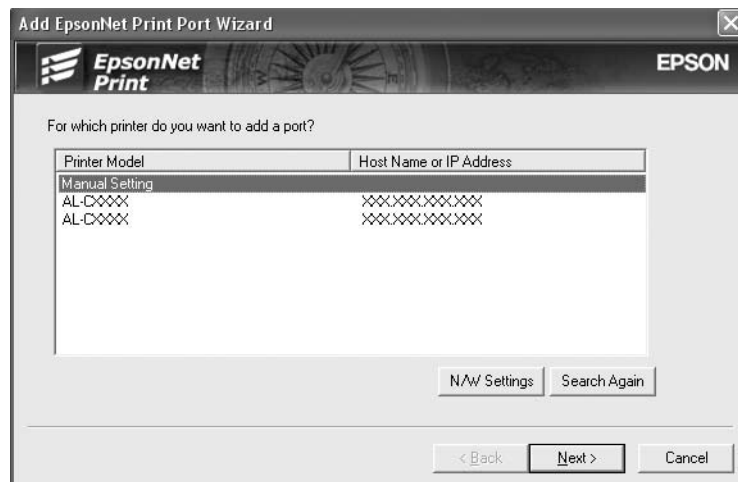 Add EpsonNet Print Port Wizard
EpsonNet
Print
EPSON
For which printer do you want to add a port?
Printer Model Host Name or IP Address
Manual Setting
AL-CXXXX XXX.XXX.XXX.XXX
AL-CXXXX XXX.XXX.XXX.XXX
N/W Settings Search Again
< Back Next > Cancel